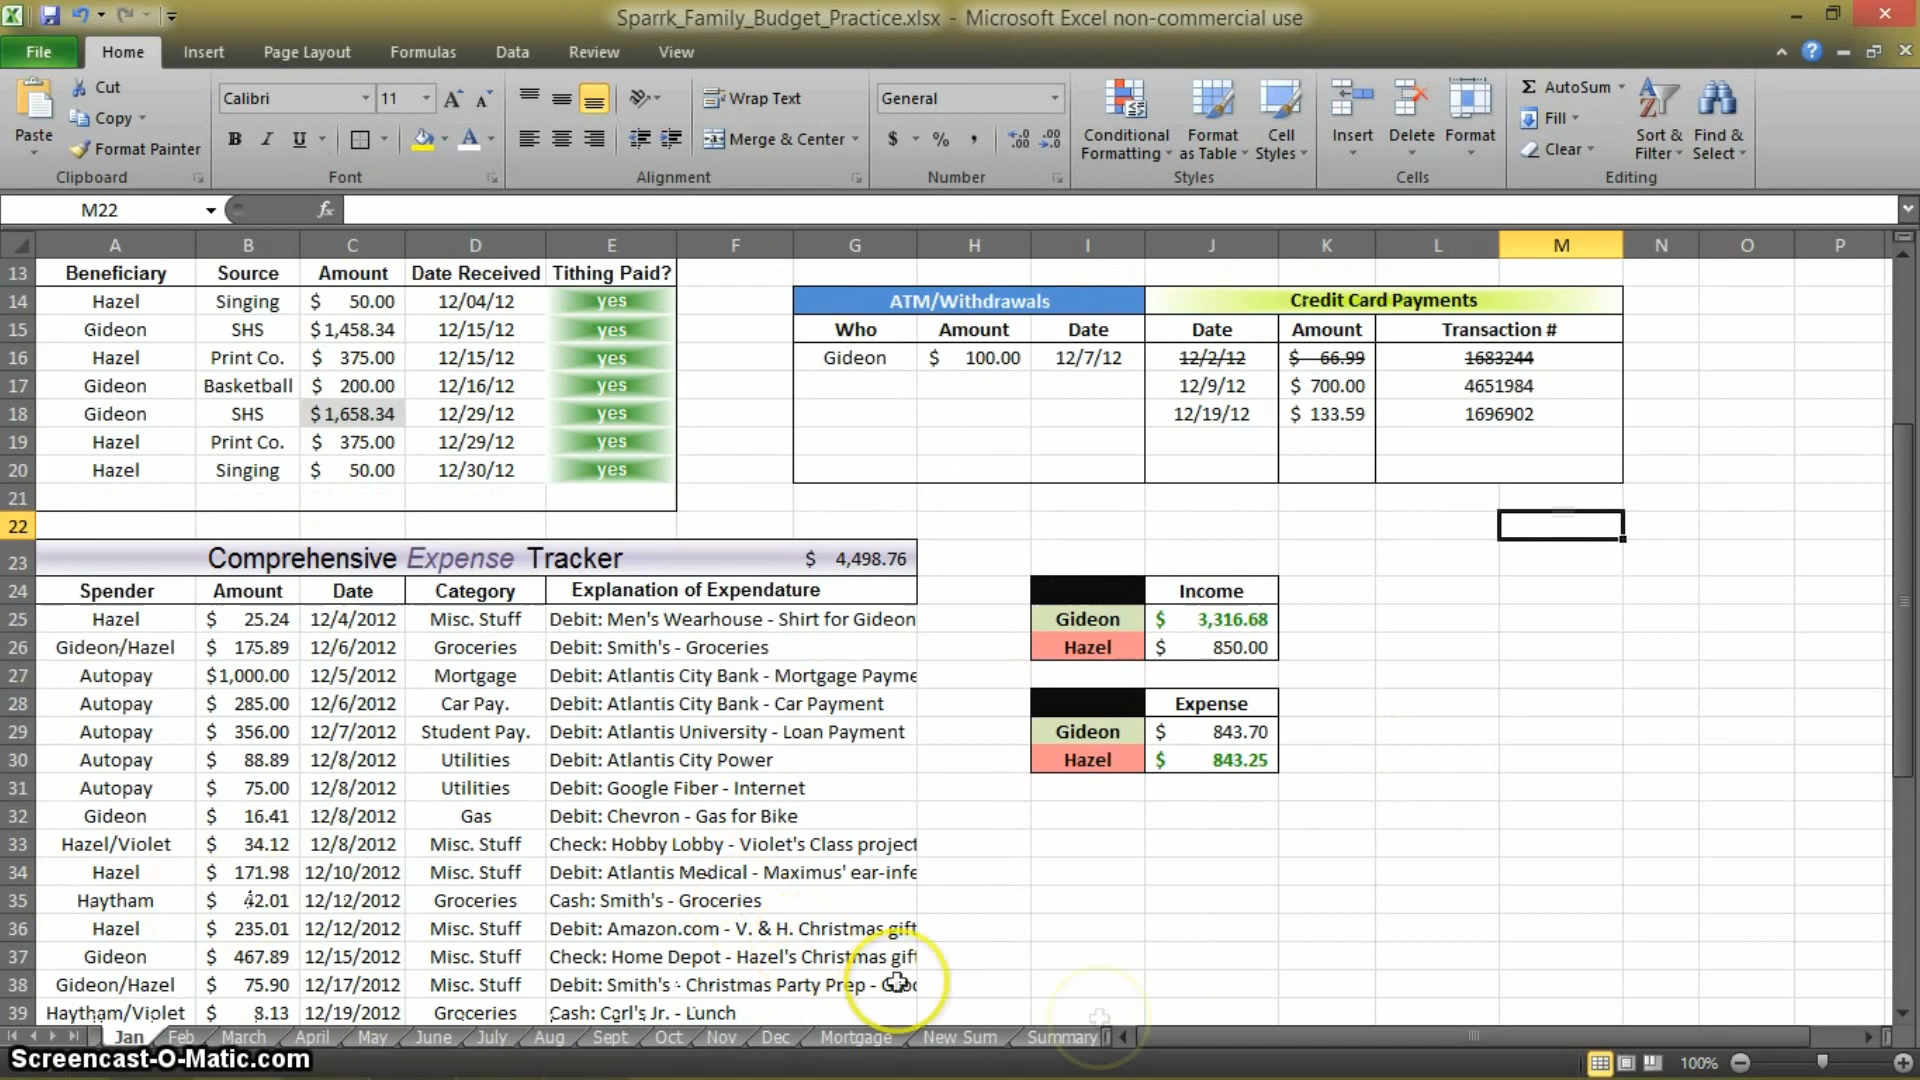 Sparrk_Family_Budget_Practice.xlsx - Microsoft Excel non-commercial use
File Home Insert Page Layout Formulas Data Review View
Paste Cut Copy Format Painter Clipboard
Calibri 11 B I U Font
Wrap Text Merge & Center Alignment
General $ % , .0 .00 .00 .0 Number
Conditional Formatting Format as Table Cell Styles Styles
Insert Delete Format Cells
Σ AutoSum Fill Clear Sort & Filter Find & Select Editing
M22 fx
A B C D E F G H I J K L M N O P
13 Beneficiary Source Amount Date Received Tithing Paid?
14 Hazel Singing $ 50.00 12/04/12 yes ATM/Withdrawals Credit Card Payments
15 Gideon SHS $1,458.34 12/15/12 yes Who Amount Date Date Amount Transaction #
16 Hazel Print Co. $ 375.00 12/15/12 yes Gideon $ 100.00 12/7/12 12/2/12 $ 66.99 1683244
17 Gideon Basketball $ 200.00 12/16/12 yes 12/9/12 $ 700.00 4651984
18 Gideon SHS $1,658.34 12/29/12 yes 12/19/12 $ 133.59 1696902
19 Hazel Print Co. $ 375.00 12/29/12 yes
20 Hazel Singing $ 50.00 12/30/12 yes
21
22
23 Comprehensive Expense Tracker $ 4,498.76
24 Spender Amount Date Category Explanation of Expendature Income
25 Hazel $ 25.24 12/4/2012 Misc. Stuff Debit: Men's Wearhouse - Shirt for Gideon Gideon $ 3,316.68
26 Gideon/Hazel $ 175.89 12/6/2012 Groceries Debit: Smith's - Groceries Hazel $ 850.00
27 Autopay $1,000.00 12/5/2012 Mortgage Debit: Atlantis City Bank - Mortgage Payme
28 Autopay $ 285.00 12/6/2012 Car Pay. Debit: Atlantis City Bank - Car Payment Expense
29 Autopay $ 356.00 12/7/2012 Student Pay. Debit: Atlantis University - Loan Payment Gideon $ 843.70
30 Autopay $ 88.89 12/8/2012 Utilities Debit: Atlantis City Power Hazel $ 843.25
31 Autopay $ 75.00 12/8/2012 Utilities Debit: Google Fiber - Internet
32 Gideon $ 16.41 12/8/2012 Gas Debit: Chevron - Gas for Bike
33 Hazel/Violet $ 34.12 12/8/2012 Misc. Stuff Check: Hobby Lobby - Violet's Class project
34 Hazel $ 171.98 12/10/2012 Misc. Stuff Debit: Atlantis Medical - Maximus' ear-infe
35 Haytham $ 42.01 12/12/2012 Groceries Cash: Smith's - Groceries
36 Hazel $ 235.01 12/12/2012 Misc. Stuff Debit: Amazon.com - V. & H. Christmas gift
37 Gideon $ 467.89 12/15/2012 Misc. Stuff Check: Home Depot - Hazel's Christmas gift
38 Gideon/Hazel $ 75.90 12/17/2012 Misc. Stuff Debit: Smith's - Christmas Party Prep -
39 Haytham/Violet $ 8.13 12/19/2012 Groceries Cash: Carl's Jr. - Lunch
Jan Feb March April May June July Aug Sept Oct Nov Dec Mortgage New Sum Summary
Screencast-O-Matic.com 100%